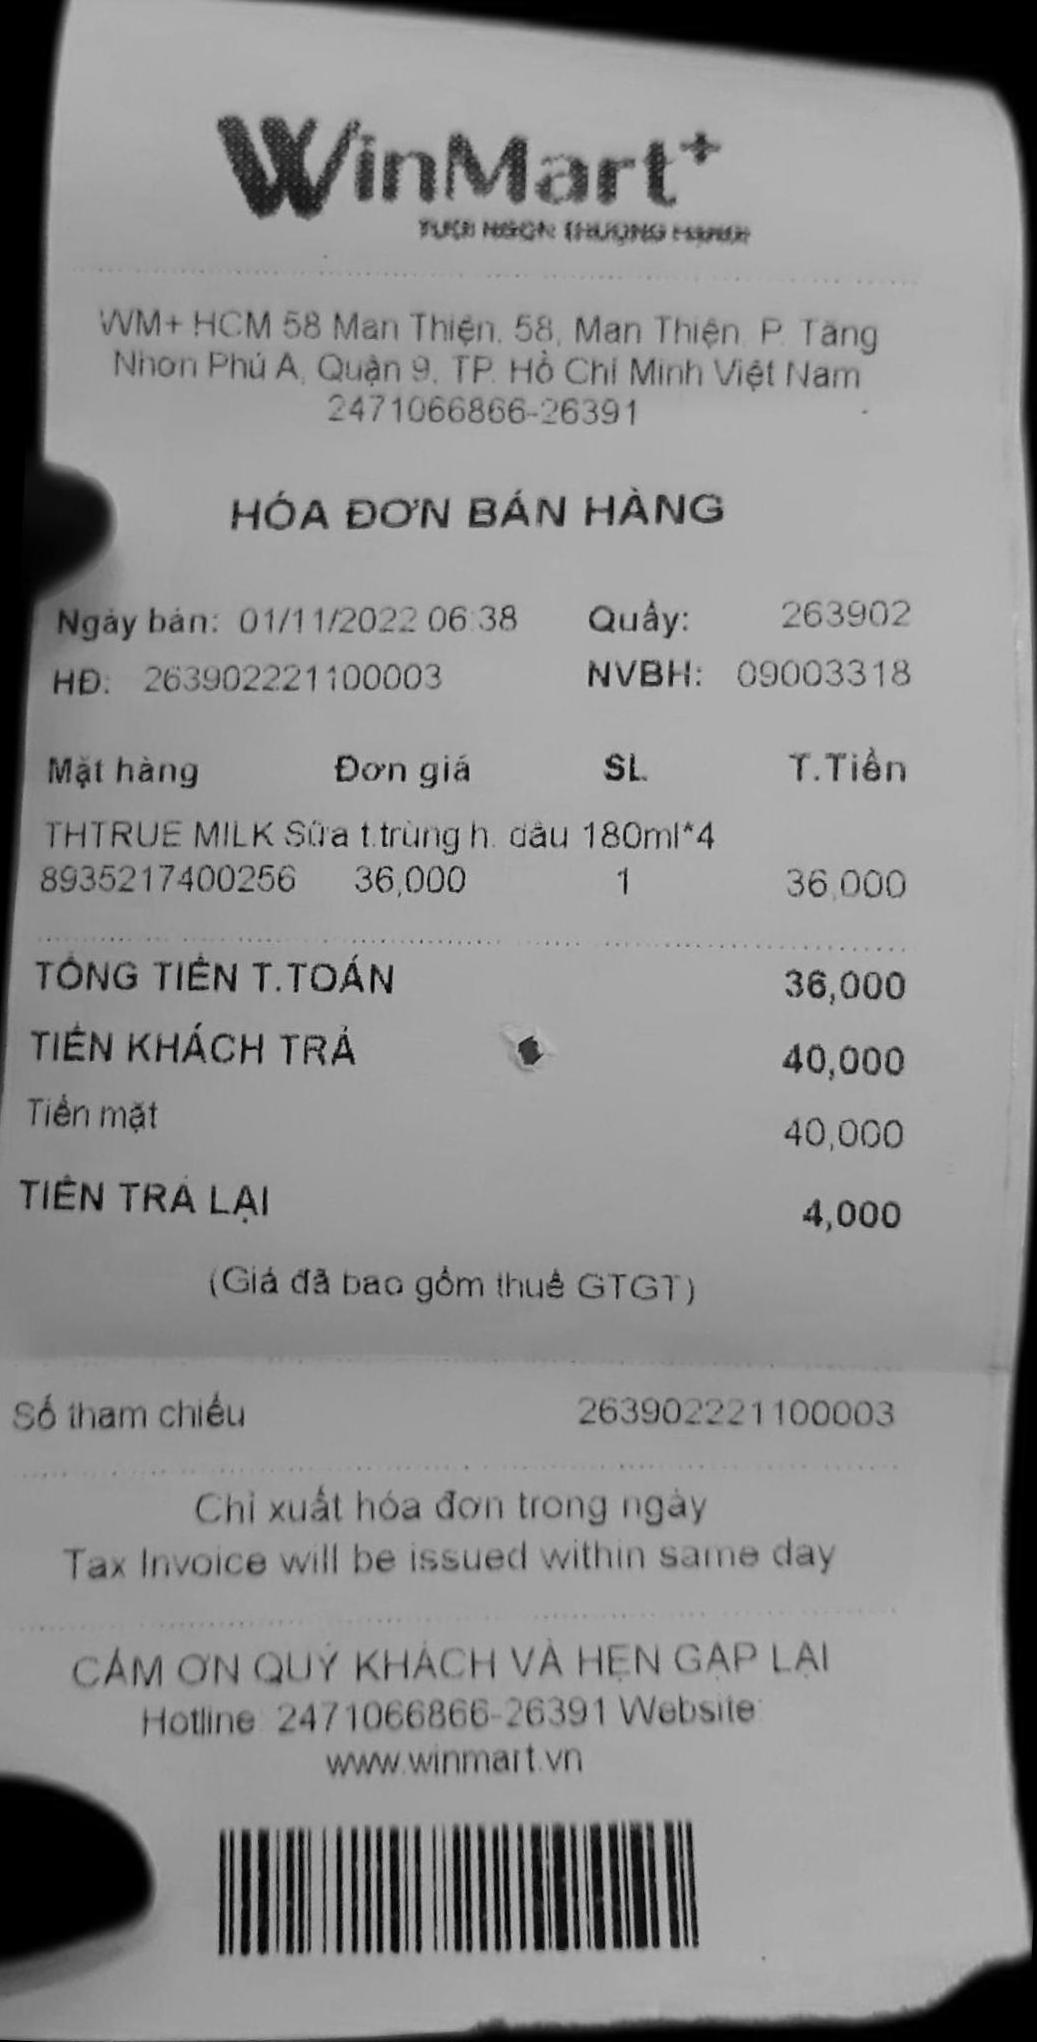 WinMart+
TƯƠI NGON THƯỢNG HẠNG
WM+ HCM 58 Man Thiện, 58, Man Thiện, P. Tăng
Nhơn Phú A, Quận 9, TP. Hồ Chí Minh Việt Nam
2471066866-26391
HÓA ĐƠN BÁN HÀNG
Ngày bán: 01/11/2022 06:38 Quầy: 263902
HĐ: 263902221100003 NVBH: 09003318
Mặt hàng Đơn giá SL T.Tiền
THTRUE MILK Sữa t.trùng h. dâu 180ml*4
8935217400256 36,000 1 36,000
TỔNG TIỀN T.TOÁN 36,000
TIỀN KHÁCH TRẢ 40,000
Tiền mặt 40,000
TIỀN TRẢ LẠI 4,000
(Giá đã bao gồm thuế GTGT)
Số tham chiếu 263902221100003
Chỉ xuất hóa đơn trong ngày
Tax Invoice will be issued within same day
CẢM ƠN QUÝ KHÁCH VÀ HẸN GẶP LẠI
Hotline: 2471066866-26391 Website:
www.winmart.vn